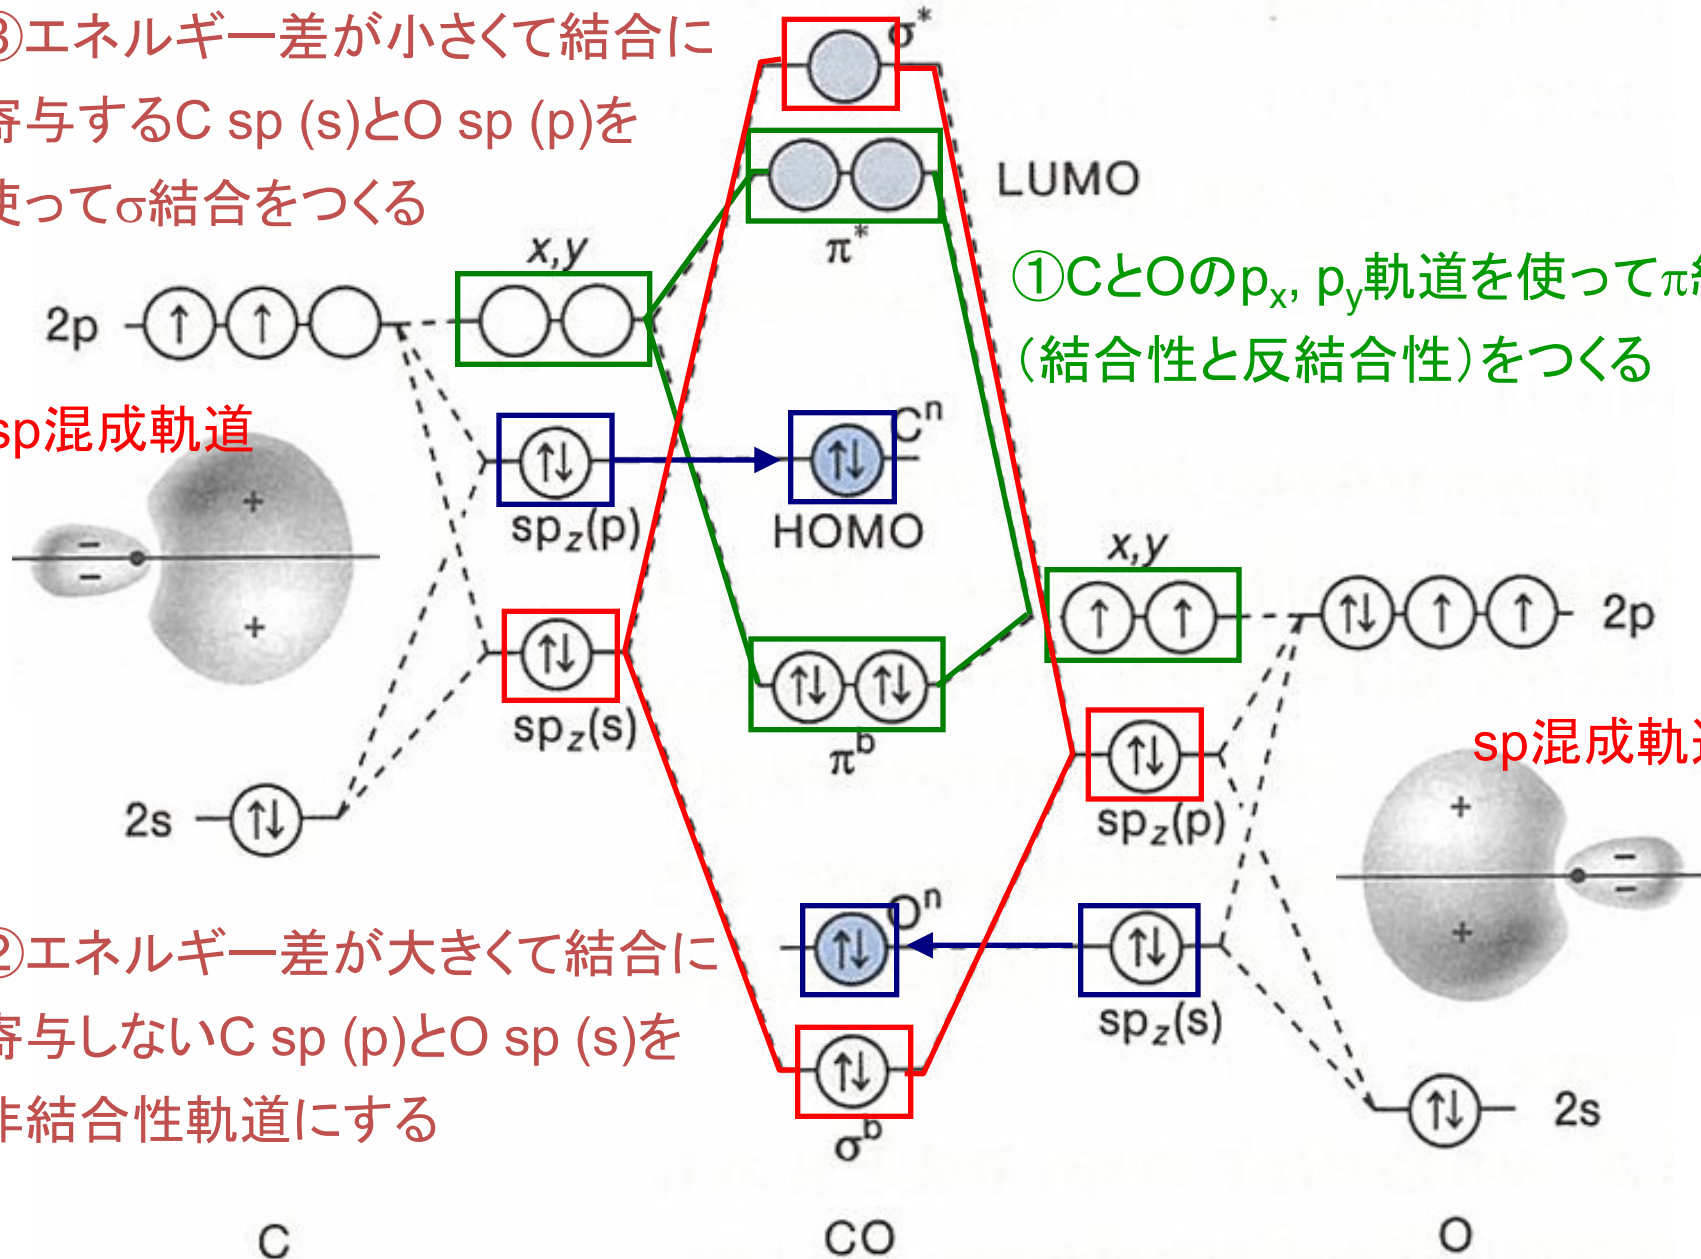 ③エネルギー差が小さくて結合に
寄与するC sp (s)とO sp (p)を
使ってσ結合をつくる
σ*
LUMO
π*
x,y
2p
①CとOのpx, py軌道を使ってπ結
（結合性と反結合性）をつくる
sp混成軌道
Cn
spz(p)
HOMO
x,y
2p
spz(s)
πb
sp混成軌道
2s
spz(p)
On
②エネルギー差が大きくて結合に
寄与しないC sp (p)とO sp (s)を
非結合性軌道にする
spz(s)
σb
2s
C
CO
O